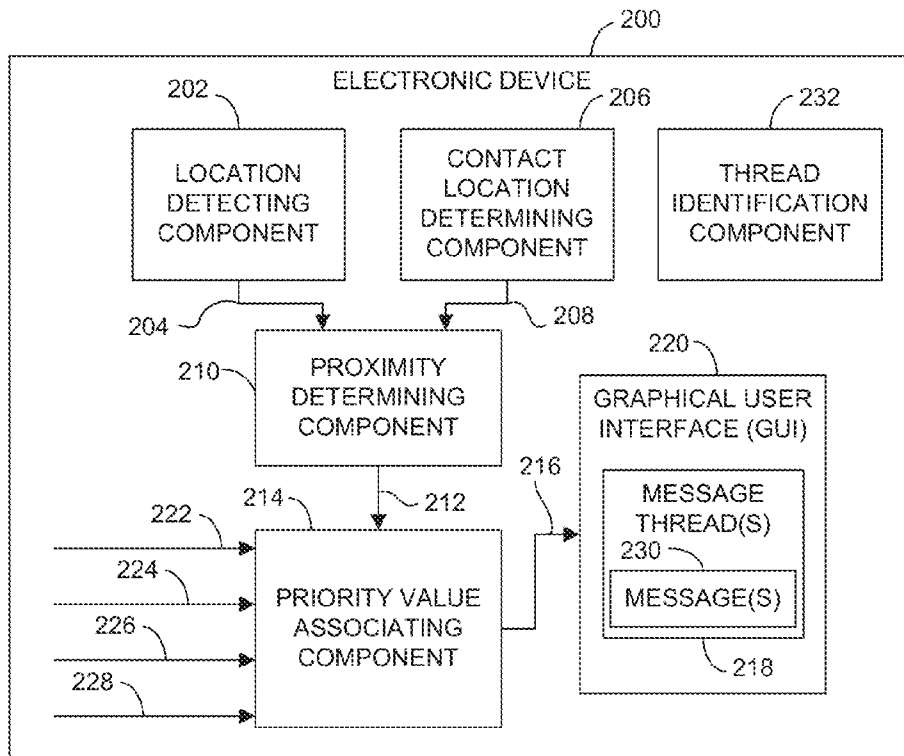 200
ELECTRONIC DEVICE
202
206
232
LOCATION
DETECTING
COMPONENT
CONTACT
LOCATION
DETERMINING
COMPONENT
THREAD
IDENTIFICATION
COMPONENT
204
208
210
PROXIMITY
DETERMINING
COMPONENT
220
GRAPHICAL USER
INTERFACE (GUI)
212
214
216
222
224
226
228
PRIORITY VALUE
ASSOCIATING
COMPONENT
MESSAGE
THREAD(S)
230
MESSAGE(S)
218